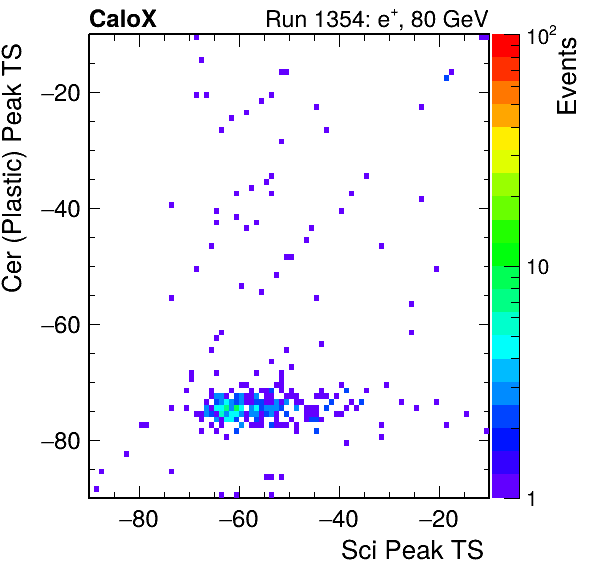 CaloX
Run 1354: e⁺, 80 GeV
Cer (Plastic) Peak TS
−20
−40
−60
−80
−80
−60
−40
−20
Sci Peak TS
10²
10
1
Events